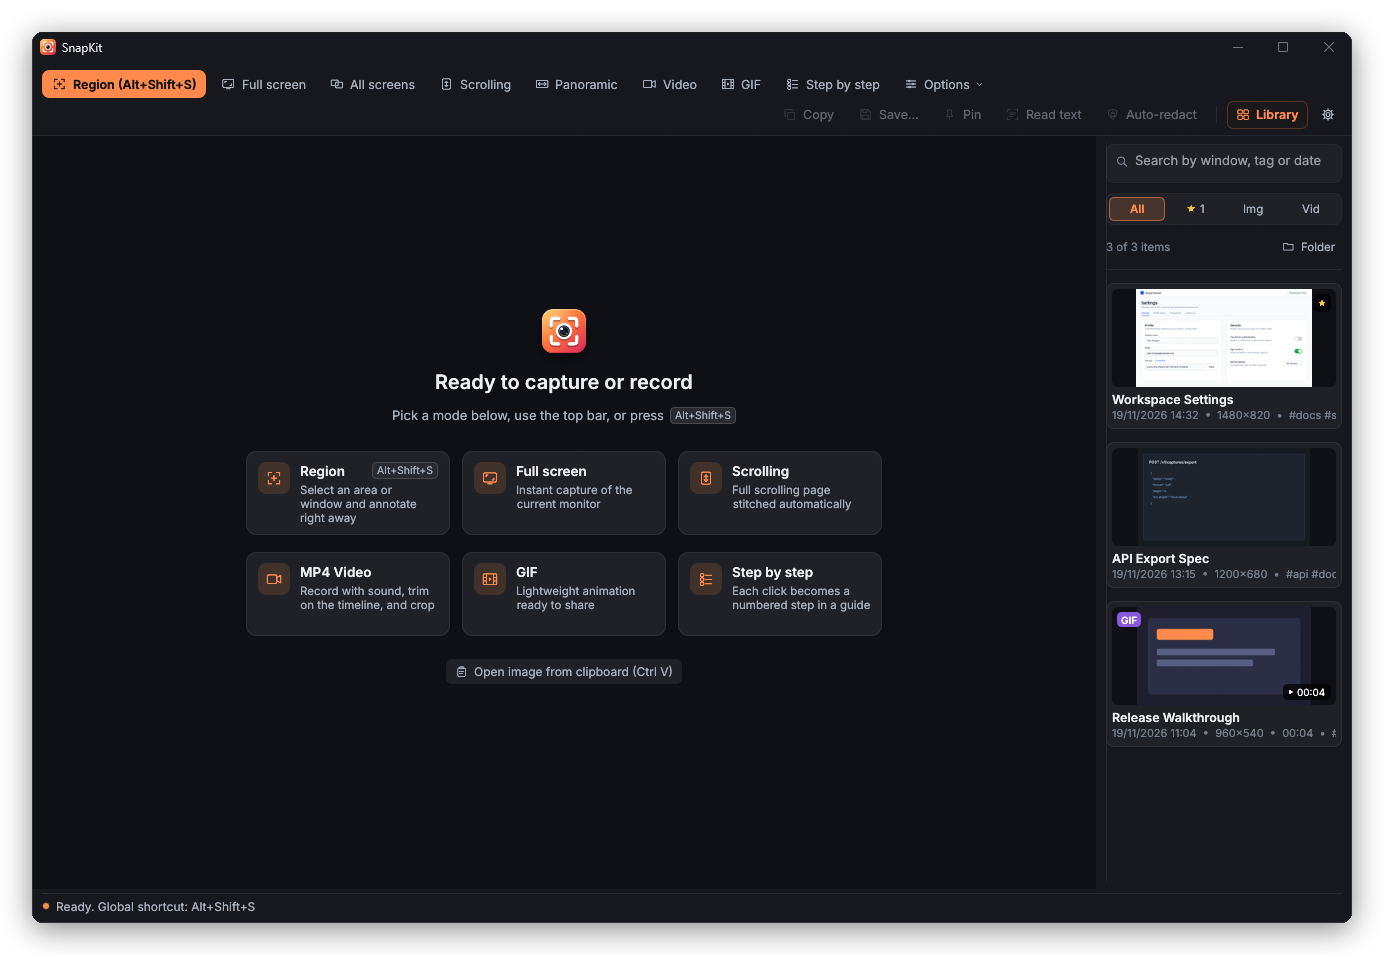 SnapKit
Region (Alt+Shift+S)
Full screen
All screens
Scrolling
Panoramic
Video
GIF
Step by step
Options
Copy
Save...
Pin
Read text
Auto-redact
Library
Search by window, tag or date
All
★ 1
Img
Vid
3 of 3 items
Folder
Ready to capture or record
Pick a mode below, use the top bar, or press Alt+Shift+S
Region Alt+Shift+S
Select an area or
window and annotate
right away
Full screen
Instant capture of the
current monitor
Scrolling
Full scrolling page
stitched automatically
MP4 Video
Record with sound, trim
on the timeline, and crop
GIF
Lightweight animation
ready to share
Step by step
Each click becomes a
numbered step in a guide
Open image from clipboard (Ctrl V)
Settings
Workspace Settings
19/11/2026 14:32 • 1480×820 • #docs #s
POST /v1/captures/export
API Export Spec
19/11/2026 13:15 • 1200×680 • #api #doc
GIF
00:04
Release Walkthrough
19/11/2026 11:04 • 960×540 • 00:04 • #
Ready. Global shortcut: Alt+Shift+S